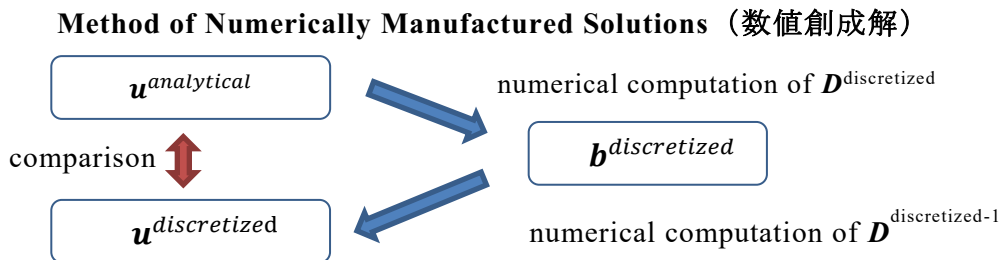 Method of Numerically Manufactured Solutions（数値創成解）
u^analytical
numerical computation of D^discretized
b^discretized
comparison
u^discretized
numerical computation of D^discretized-1